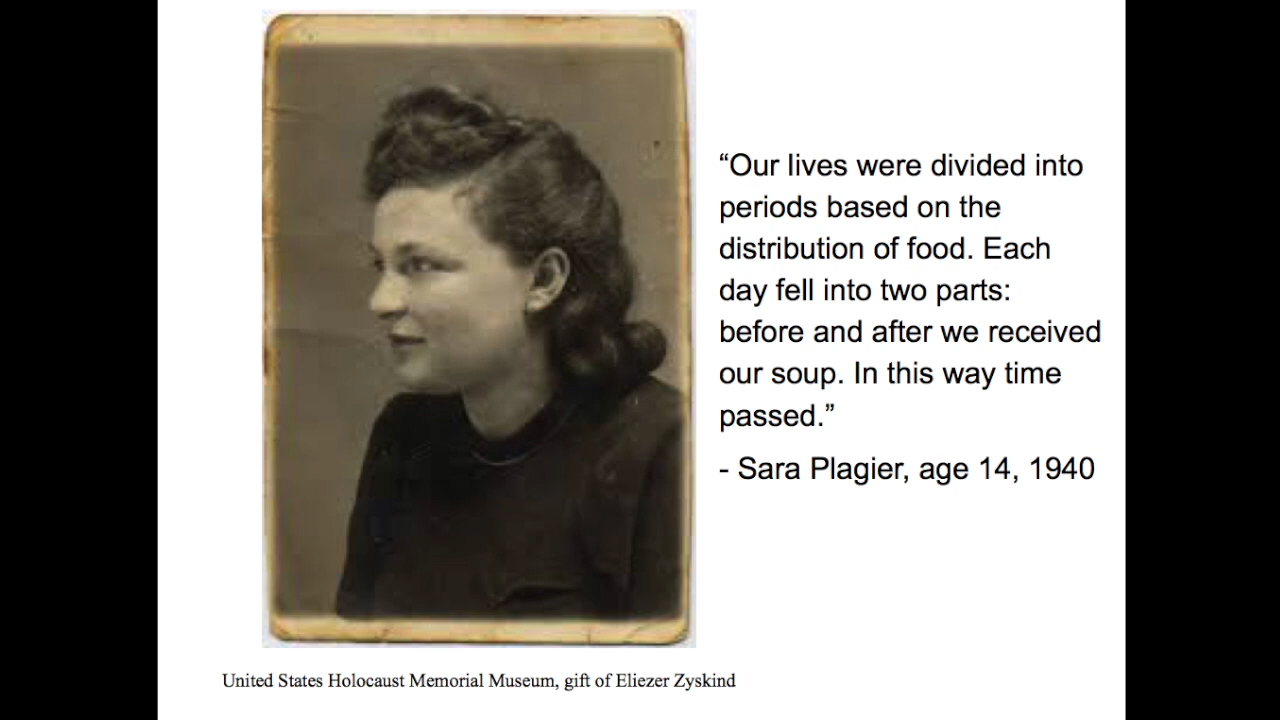 “Our lives were divided into
periods based on the
distribution of food. Each
day fell into two parts:
before and after we received
our soup. In this way time
passed.”
- Sara Plagier, age 14, 1940
United States Holocaust Memorial Museum, gift of Eliezer Zyskind